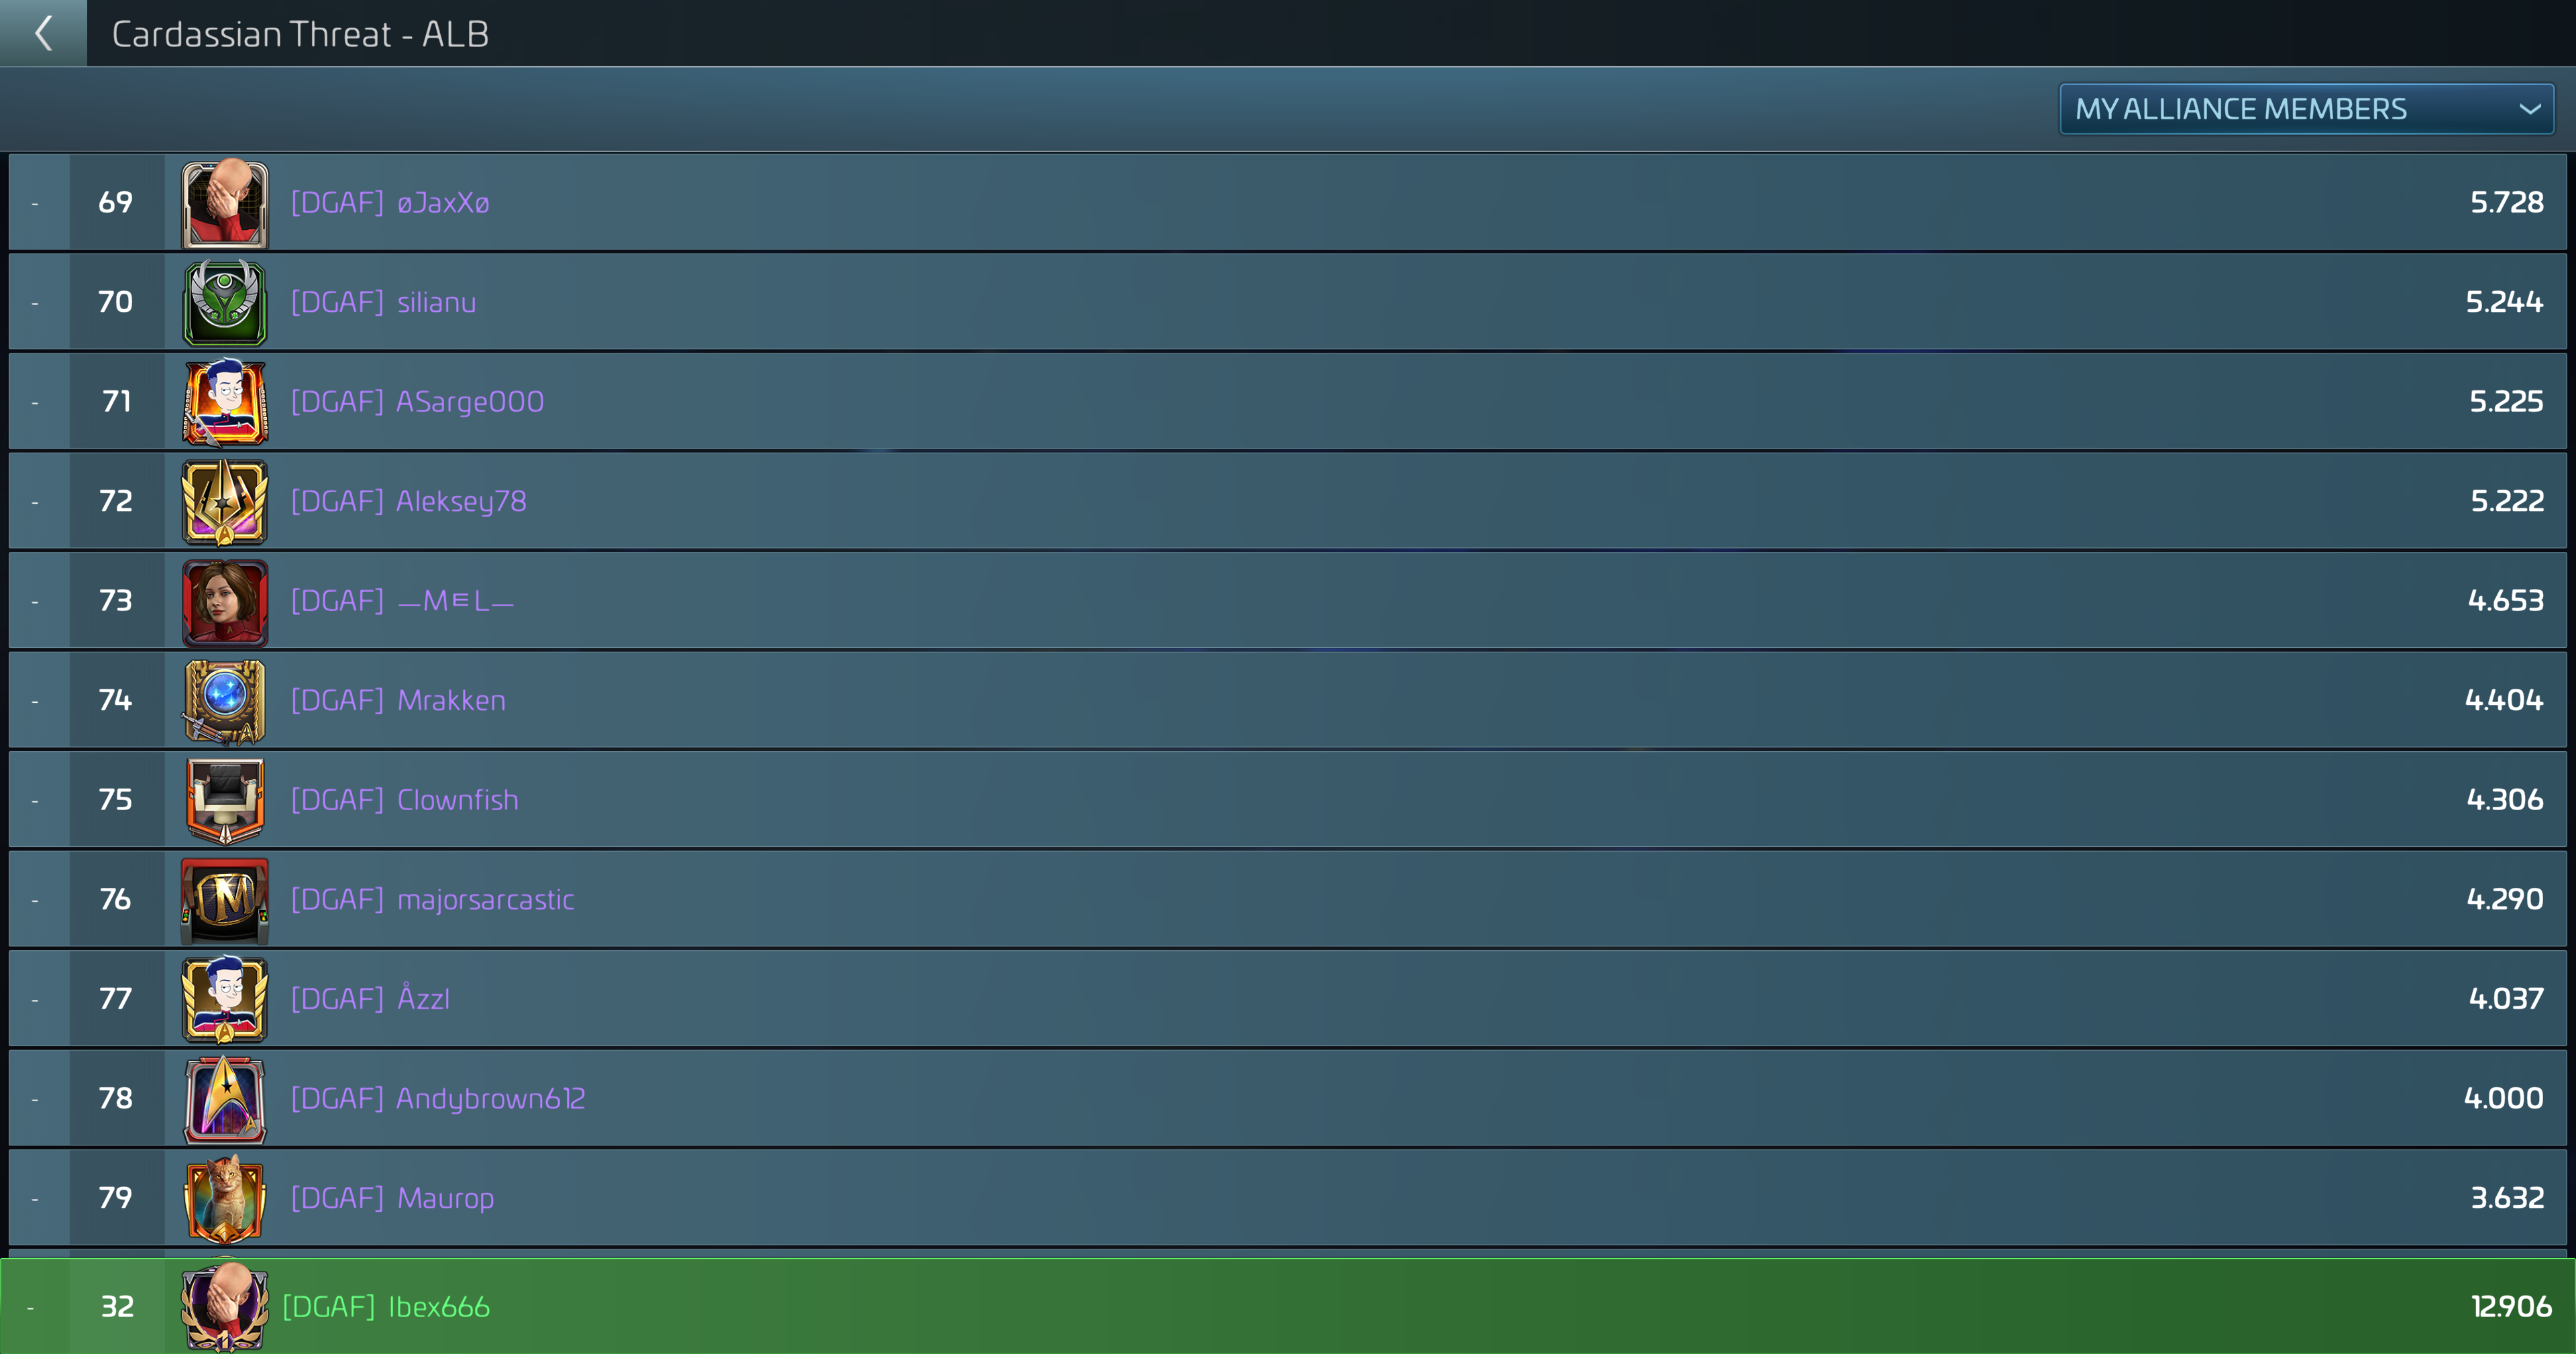 Cardassian Threat - ALB
MY ALLIANCE MEMBERS
- 69 [DGAF] øJaxXø 5.728
- 70 [DGAF] silianu 5.244
- 71 [DGAF] ASarge000 5.225
- 72 [DGAF] Aleksey78 5.222
- 73 [DGAF] —M≡L— 4.653
- 74 [DGAF] Mrakken 4.404
- 75 [DGAF] Clownfish 4.306
- 76 M [DGAF] majorsarcastic 4.290
- 77 [DGAF] Åzzl 4.037
- 78 [DGAF] Andybrown612 4.000
- 79 [DGAF] Maurop 3.632
- 32 1 [DGAF] Ibex666 12.906